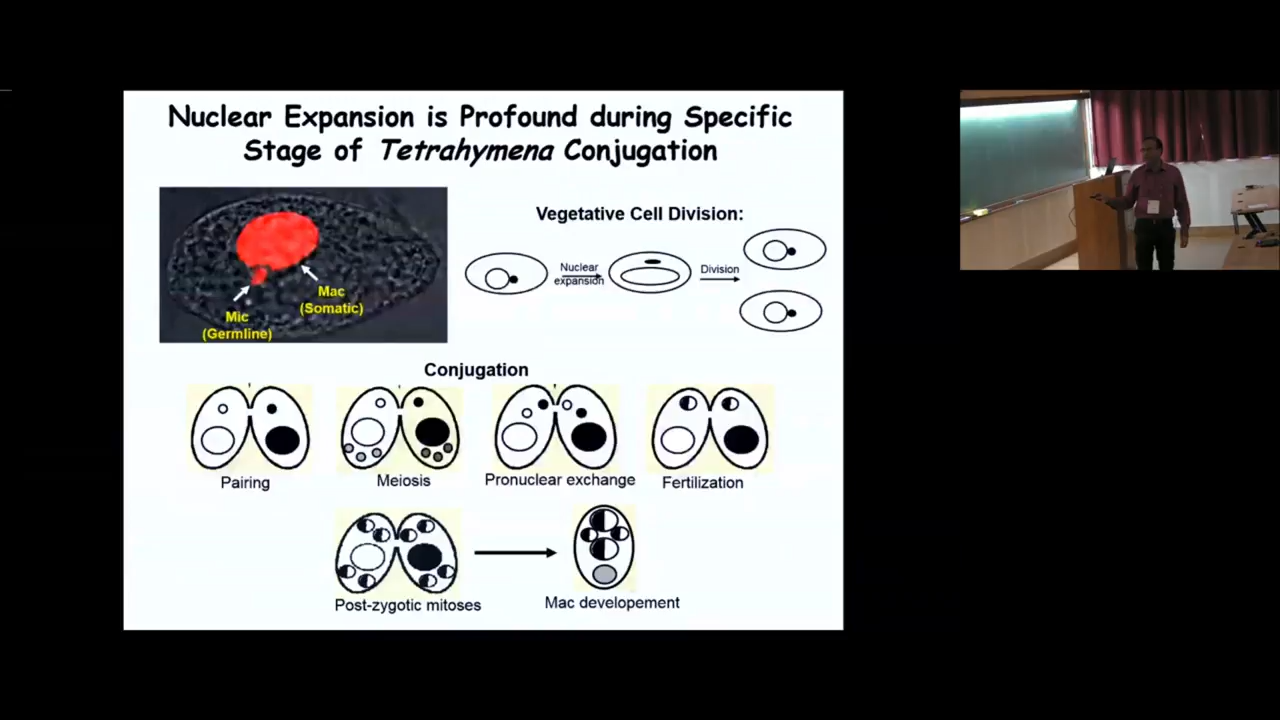 Nuclear Expansion is Profound during Specific
Stage of Tetrahymena Conjugation
Mac
(Somatic)
Mic
(Germline)
Vegetative Cell Division:
Nuclear
expansion
Division
Conjugation
Pairing
Meiosis
Pronuclear exchange
Fertilization
Post-zygotic mitoses
Mac developement